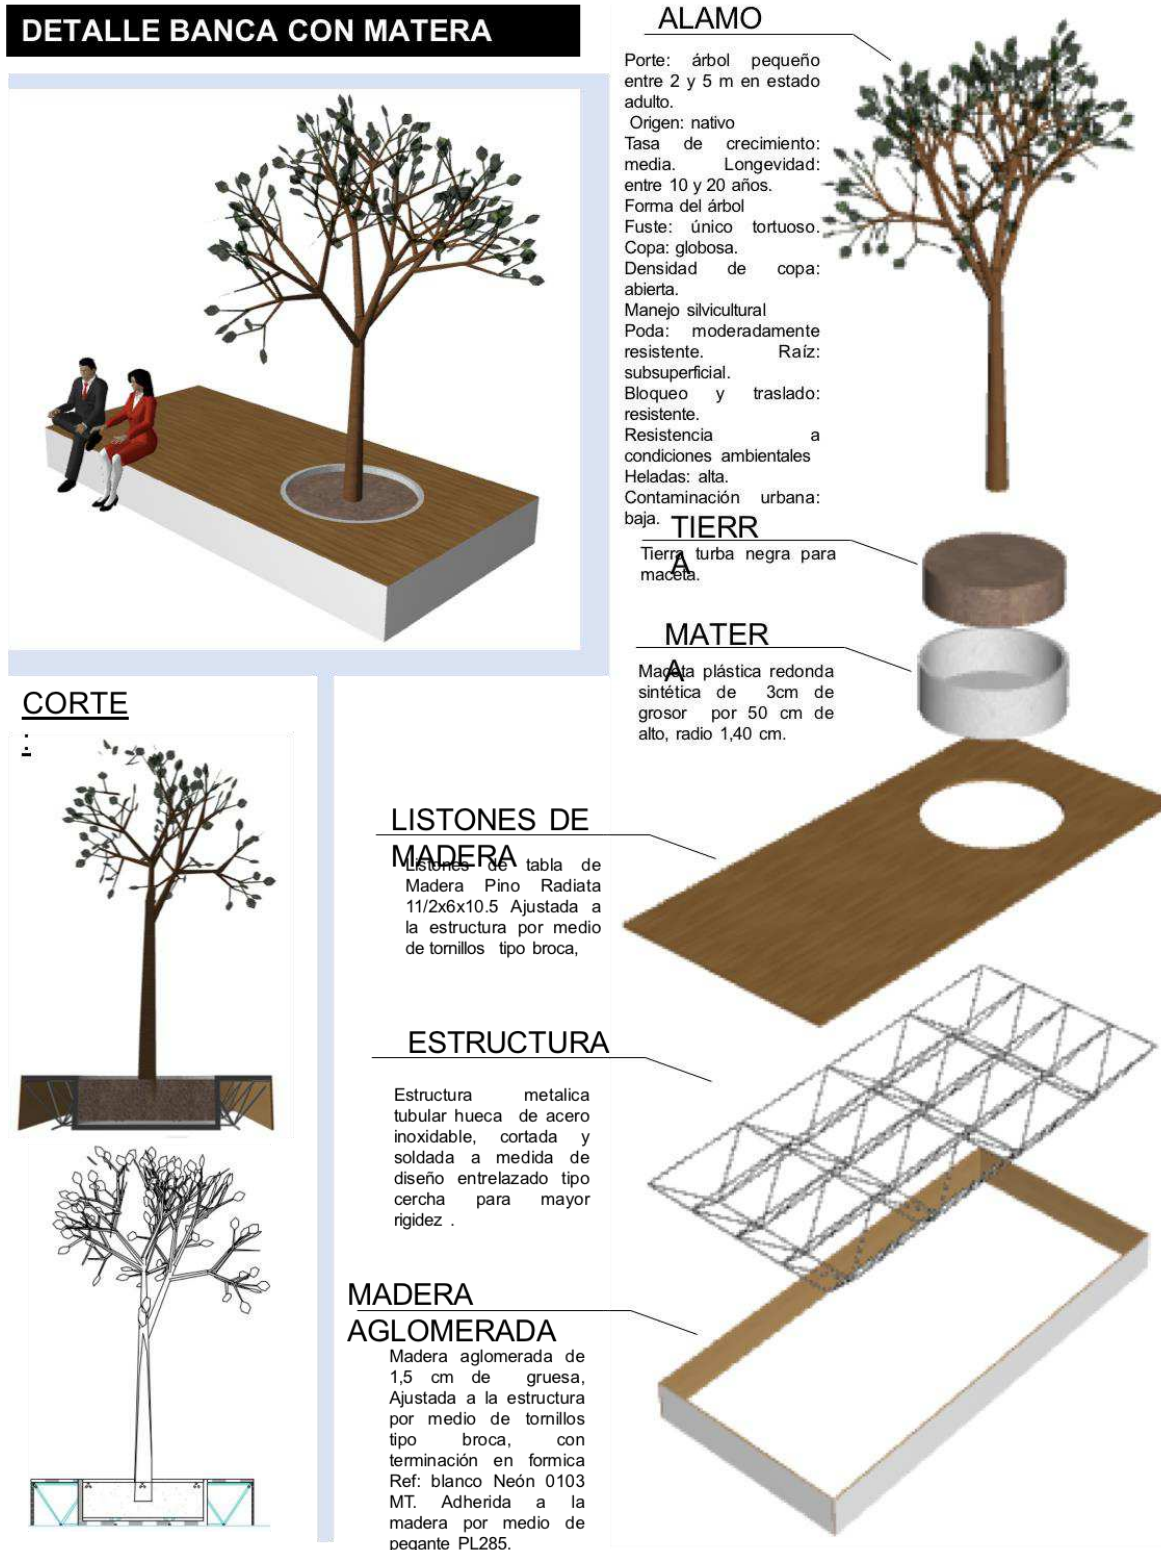 DETALLE BANCA CON MATERA
ALAMO
Porte: árbol pequeño
entre 2 y 5 m en estado
adulto.
Origen: nativo
Tasa de crecimiento:
media. Longevidad:
entre 10 y 20 años.
Forma del árbol
Fuste: único tortuoso.
Copa: globosa.
Densidad de copa:
abierta.
Manejo silvicultural
Poda: moderadamente
resistente. Raíz:
subsuperficial.
Bloqueo y traslado:
resistente.
Resistencia a
condiciones ambientales
Heladas: alta.
Contaminación urbana:
baja.
TIERR
A
Tierra turba negra para
maceta.
MATER
A
Maceta plástica redonda
sintética de 3cm de
grosor por 50 cm de
alto, radio 1,40 cm.
CORTE
:
LISTONES DE
MADERA
Listones de tabla de
Madera Pino Radiata
11/2x6x10.5 Ajustada a
la estructura por medio
de tornillos tipo broca,
ESTRUCTURA
Estructura metalica
tubular hueca de acero
inoxidable, cortada y
soldada a medida de
diseño entrelazado tipo
cercha para mayor
rigidez .
MADERA
AGLOMERADA
Madera aglomerada de
1,5 cm de gruesa,
Ajustada a la estructura
por medio de tornillos
tipo broca, con
terminación en formica
Ref: blanco Neón 0103
MT. Adherida a la
madera por medio de
pegante PL285.